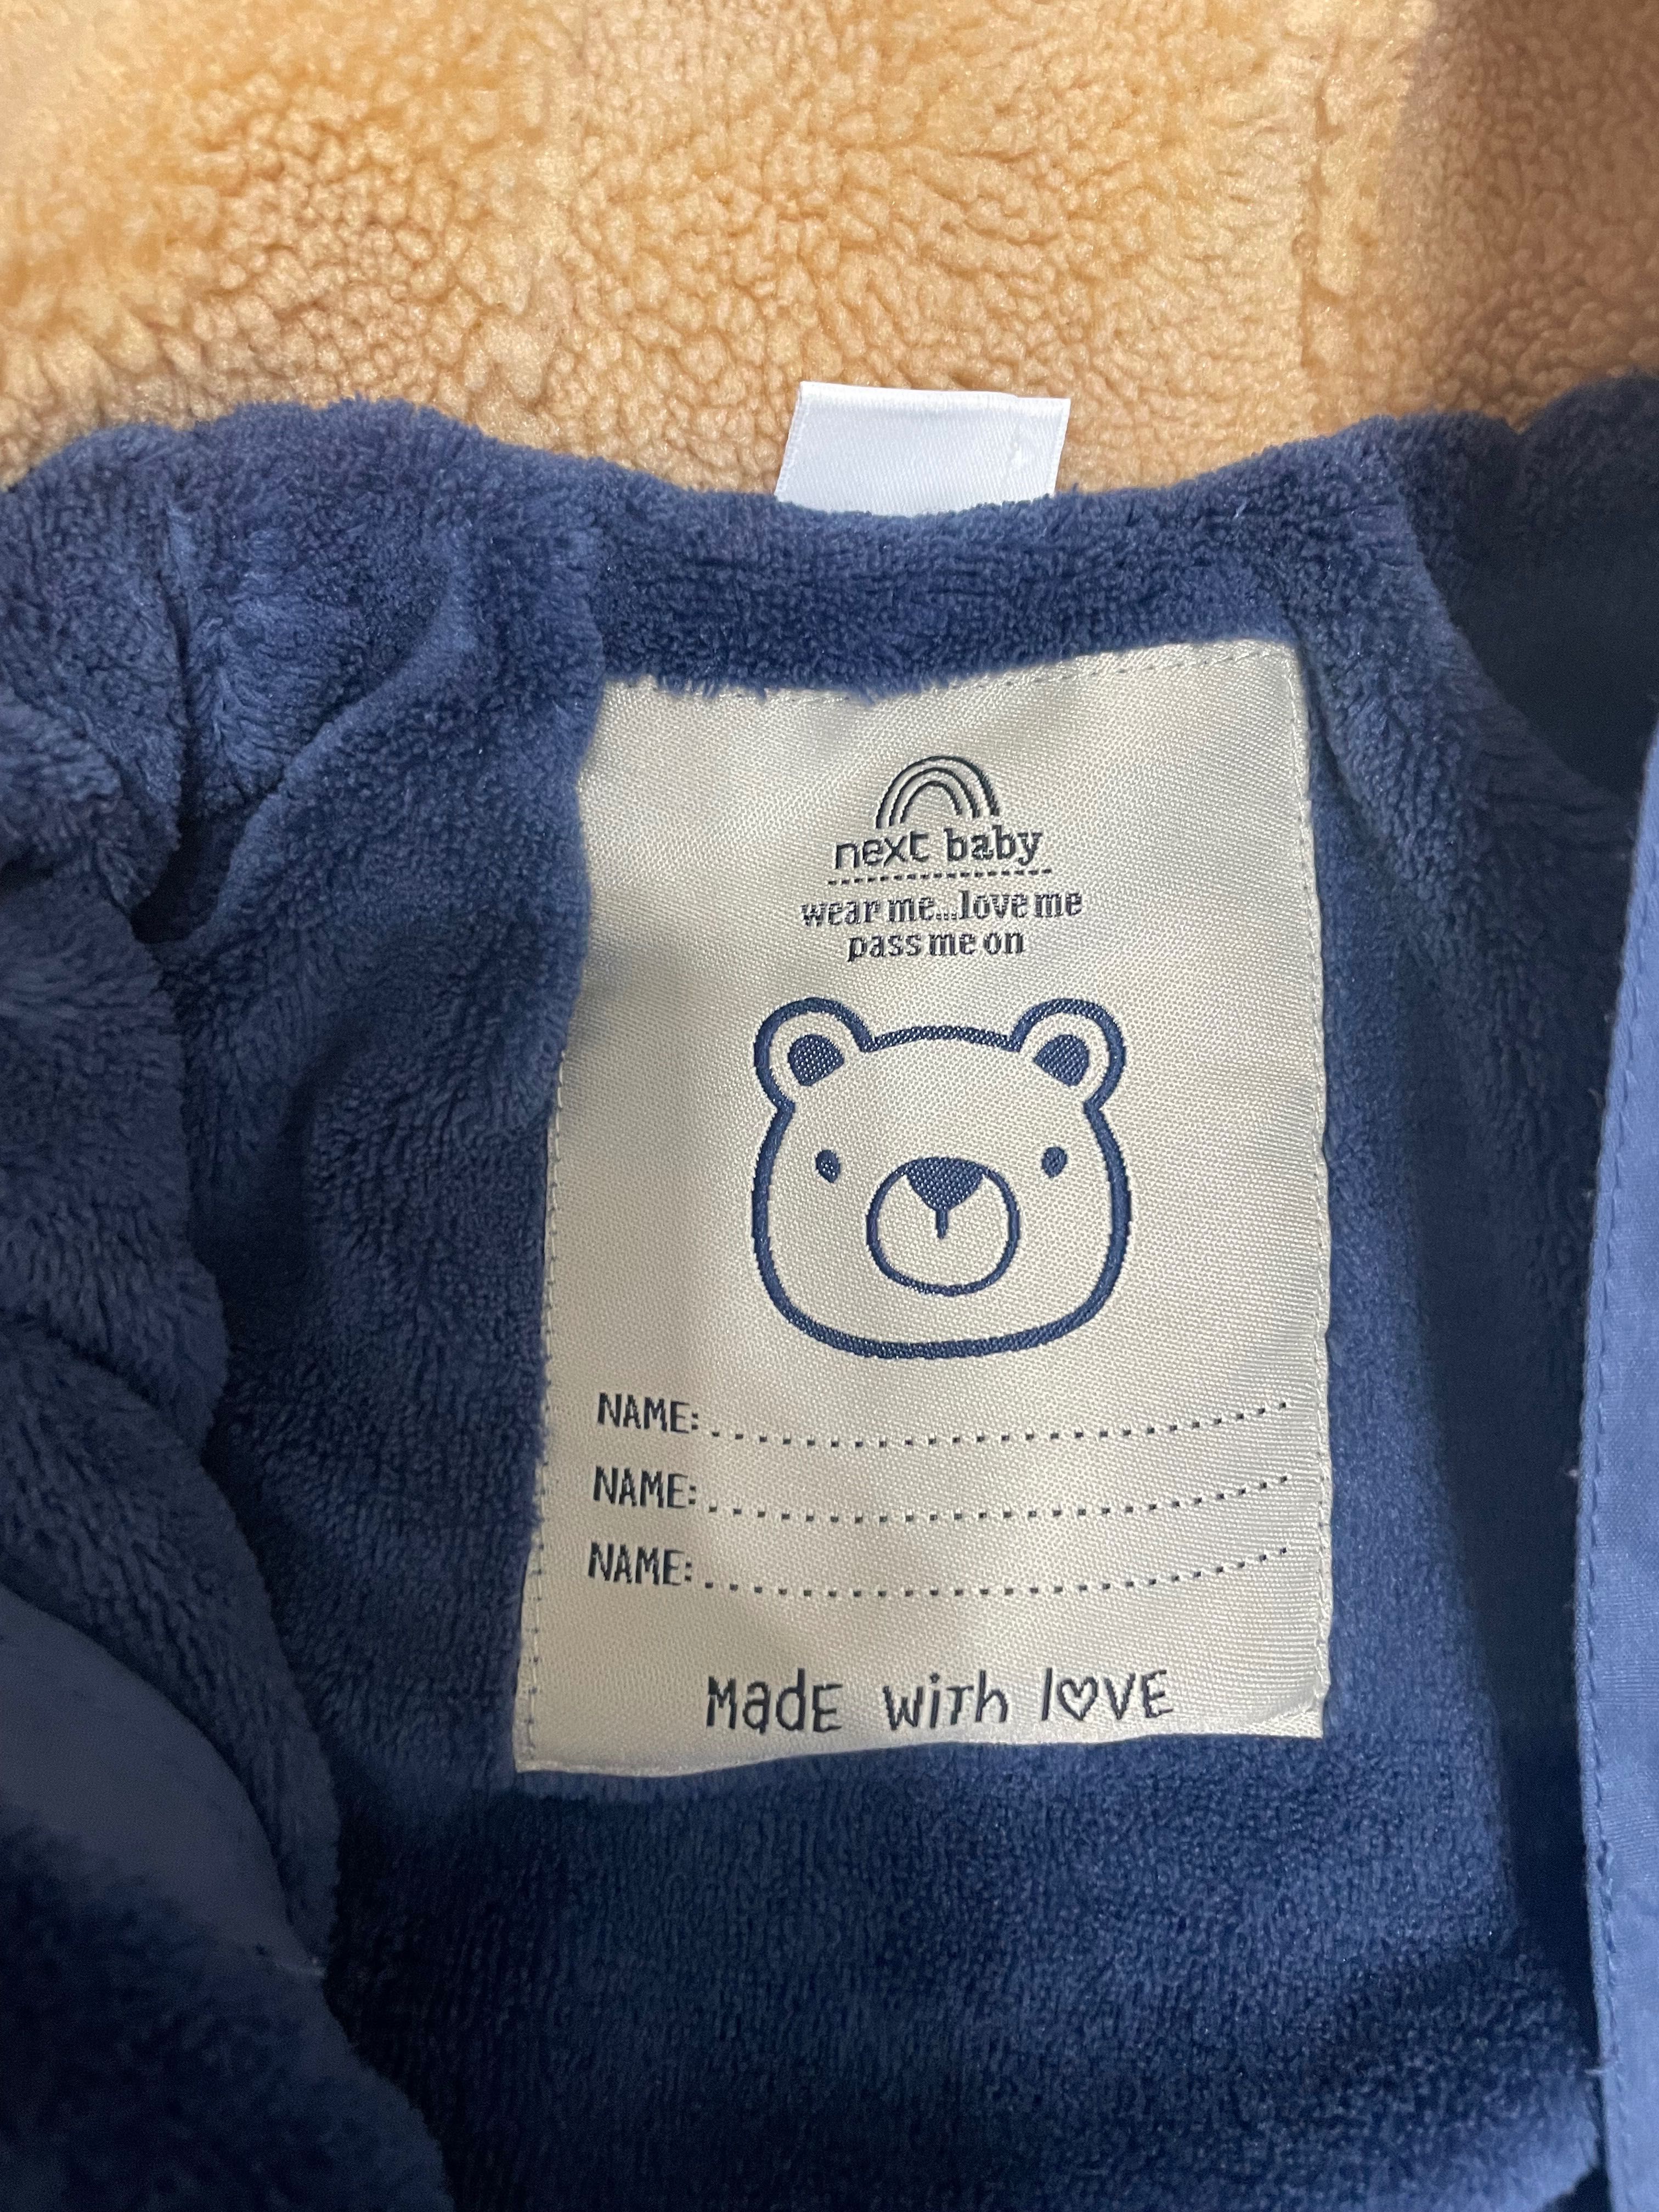 next baby
wear me...love me
pass me on
NAME:..............................
NAME:..............................
NAME:..............................
Made with love